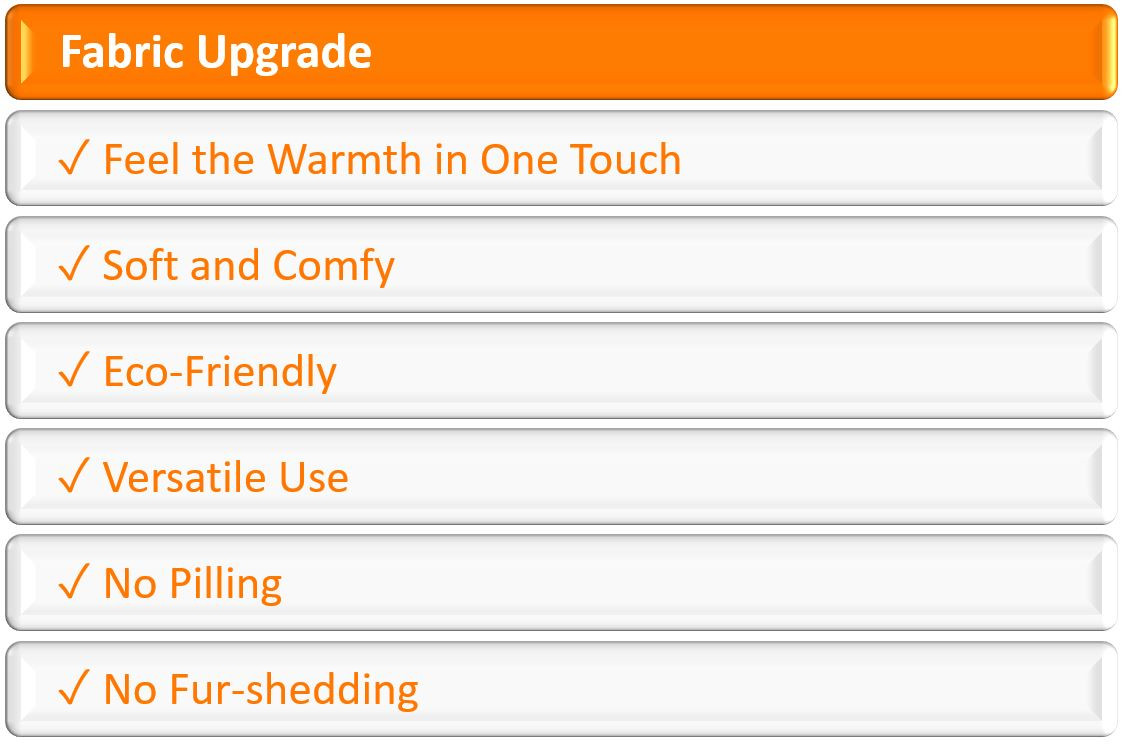 Fabric Upgrade
✓ Feel the Warmth in One Touch
✓ Soft and Comfy
✓ Eco-Friendly
✓ Versatile Use
✓ No Pilling
✓ No Fur-shedding